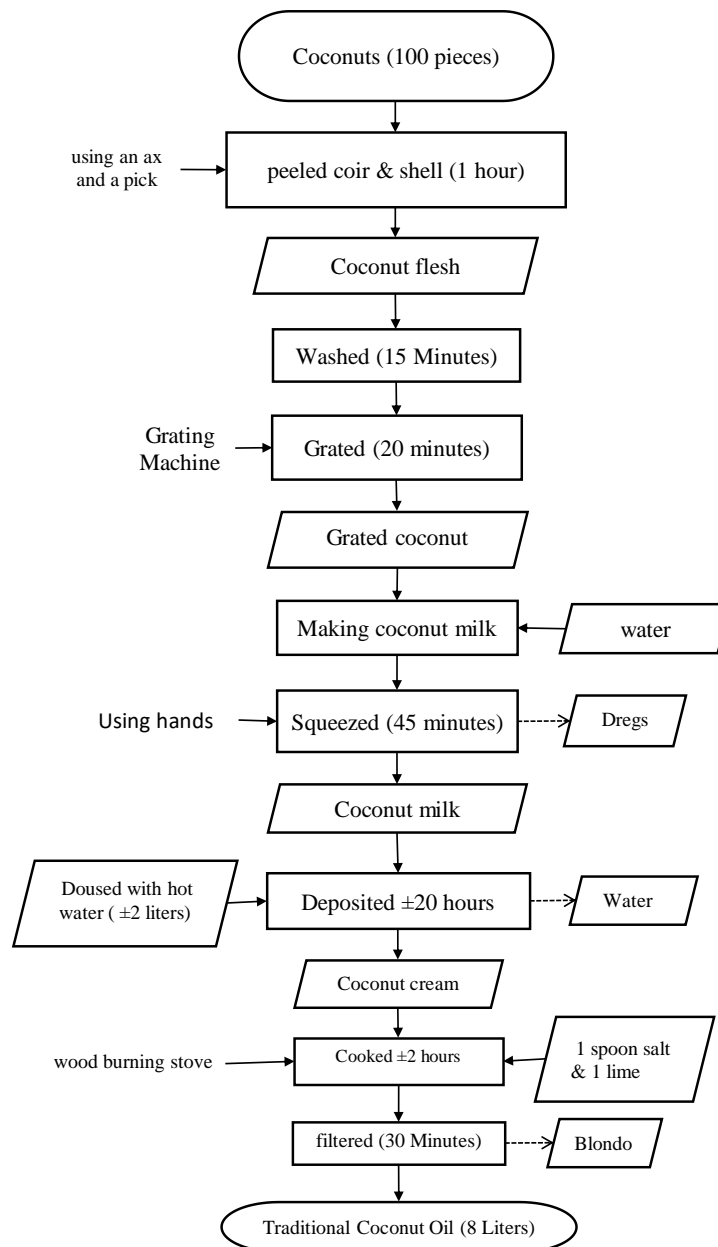 Coconuts (100 pieces)
using an ax
and a pick
peeled coir & shell (1 hour)
Coconut flesh
Washed (15 Minutes)
Grating
Machine
Grated (20 minutes)
Grated coconut
Making coconut milk
water
Using hands
Squeezed (45 minutes)
Dregs
Coconut milk
Doused with hot
water ( ±2 liters)
Deposited ±20 hours
Water
Coconut cream
wood burning stove
Cooked ±2 hours
1 spoon salt
& 1 lime
filtered (30 Minutes)
Blondo
Traditional Coconut Oil (8 Liters)